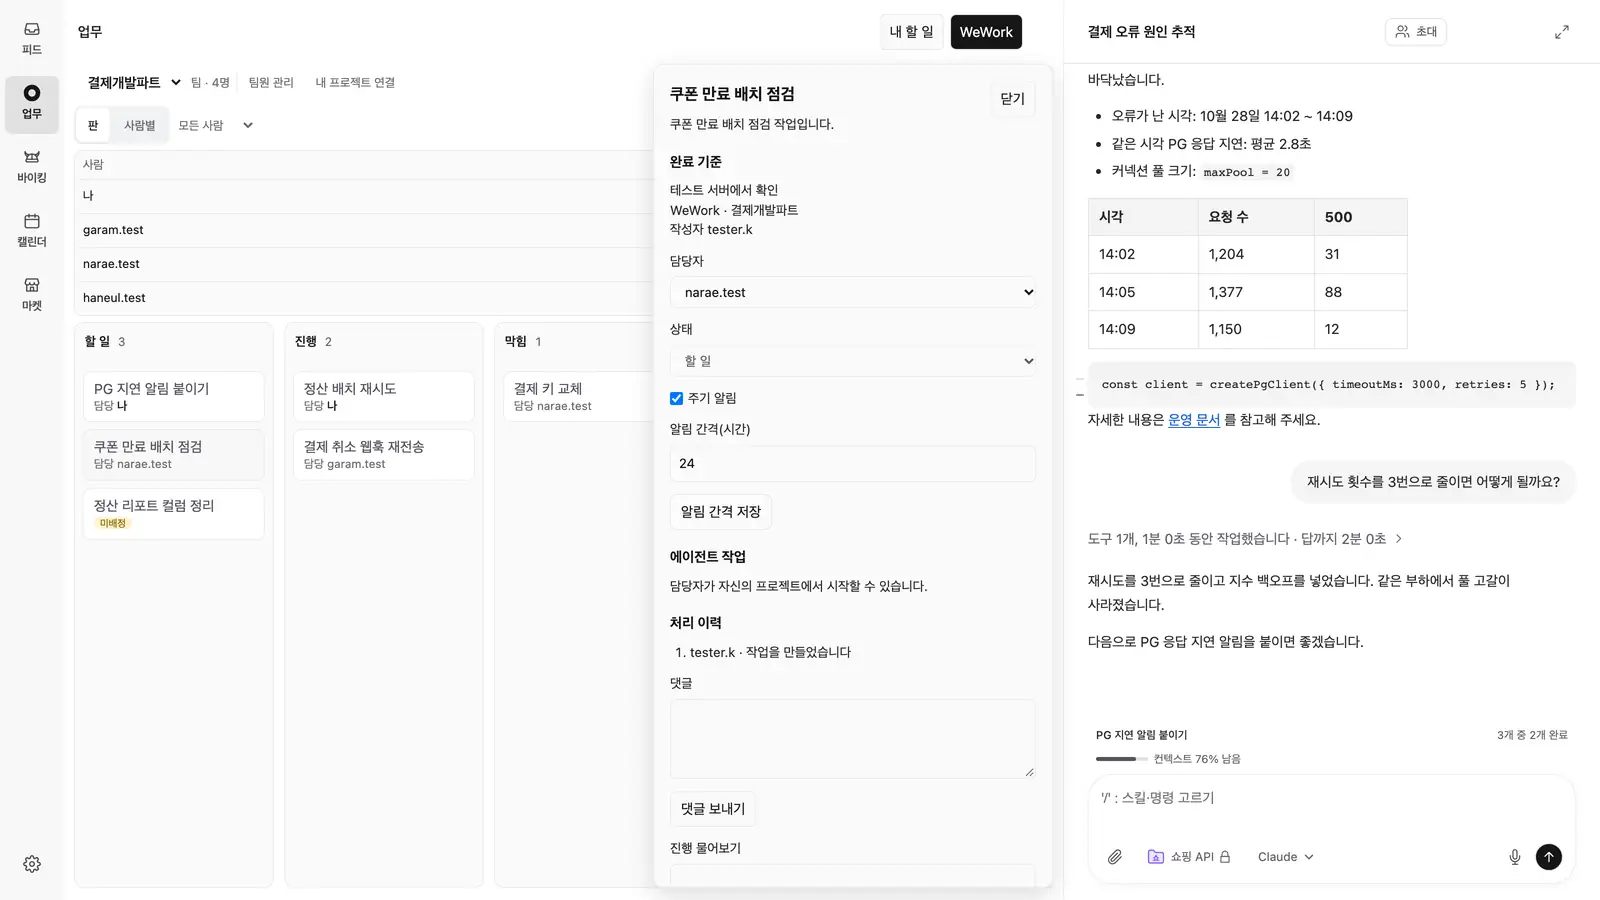 피드
업무
바이킹
캘린더
마켓
업무
내 할 일
WeWork
결제개발파트
팀 · 4명
팀원 관리
내 프로젝트 연결
판
사람별
모든 사람
사람
나
garam.test
narae.test
haneul.test
할 일 3
PG 지연 알림 붙이기
담당 나
쿠폰 만료 배치 점검
담당 narae.test
정산 리포트 컬럼 정리
미배정
진행 2
정산 배치 재시도
담당 나
결제 취소 웹훅 재전송
담당 garam.test
막힘 1
결제 키 교체
담당 narae.test
쿠폰 만료 배치 점검
닫기
쿠폰 만료 배치 점검 작업입니다.
완료 기준
테스트 서버에서 확인
WeWork · 결제개발파트
작성자 tester.k
담당자
narae.test
상태
할 일
주기 알림
알림 간격(시간)
24
알림 간격 저장
에이전트 작업
담당자가 자신의 프로젝트에서 시작할 수 있습니다.
처리 이력
1. tester.k · 작업을 만들었습니다
댓글
댓글 보내기
진행 물어보기
결제 오류 원인 추적
초대
바닥났습니다.
• 오류가 난 시각: 10월 28일 14:02 ~ 14:09
• 같은 시각 PG 응답 지연: 평균 2.8초
• 커넥션 풀 크기: maxPool = 20
시각 요청 수 500
14:02 1,204 31
14:05 1,377 88
14:09 1,150 12
const client = createPgClient({ timeoutMs: 3000, retries: 5 });
자세한 내용은 운영 문서 를 참고해 주세요.
재시도 횟수를 3번으로 줄이면 어떻게 될까요?
도구 1개, 1분 0초 동안 작업했습니다 · 답까지 2분 0초
재시도를 3번으로 줄이고 지수 백오프를 넣었습니다. 같은 부하에서 풀 고갈이
사라졌습니다.
다음으로 PG 응답 지연 알림을 붙이면 좋겠습니다.
PG 지연 알림 붙이기
3개 중 2개 완료
컨텍스트 76% 남음
'/' : 스킬·명령 고르기
쇼핑 API
Claude